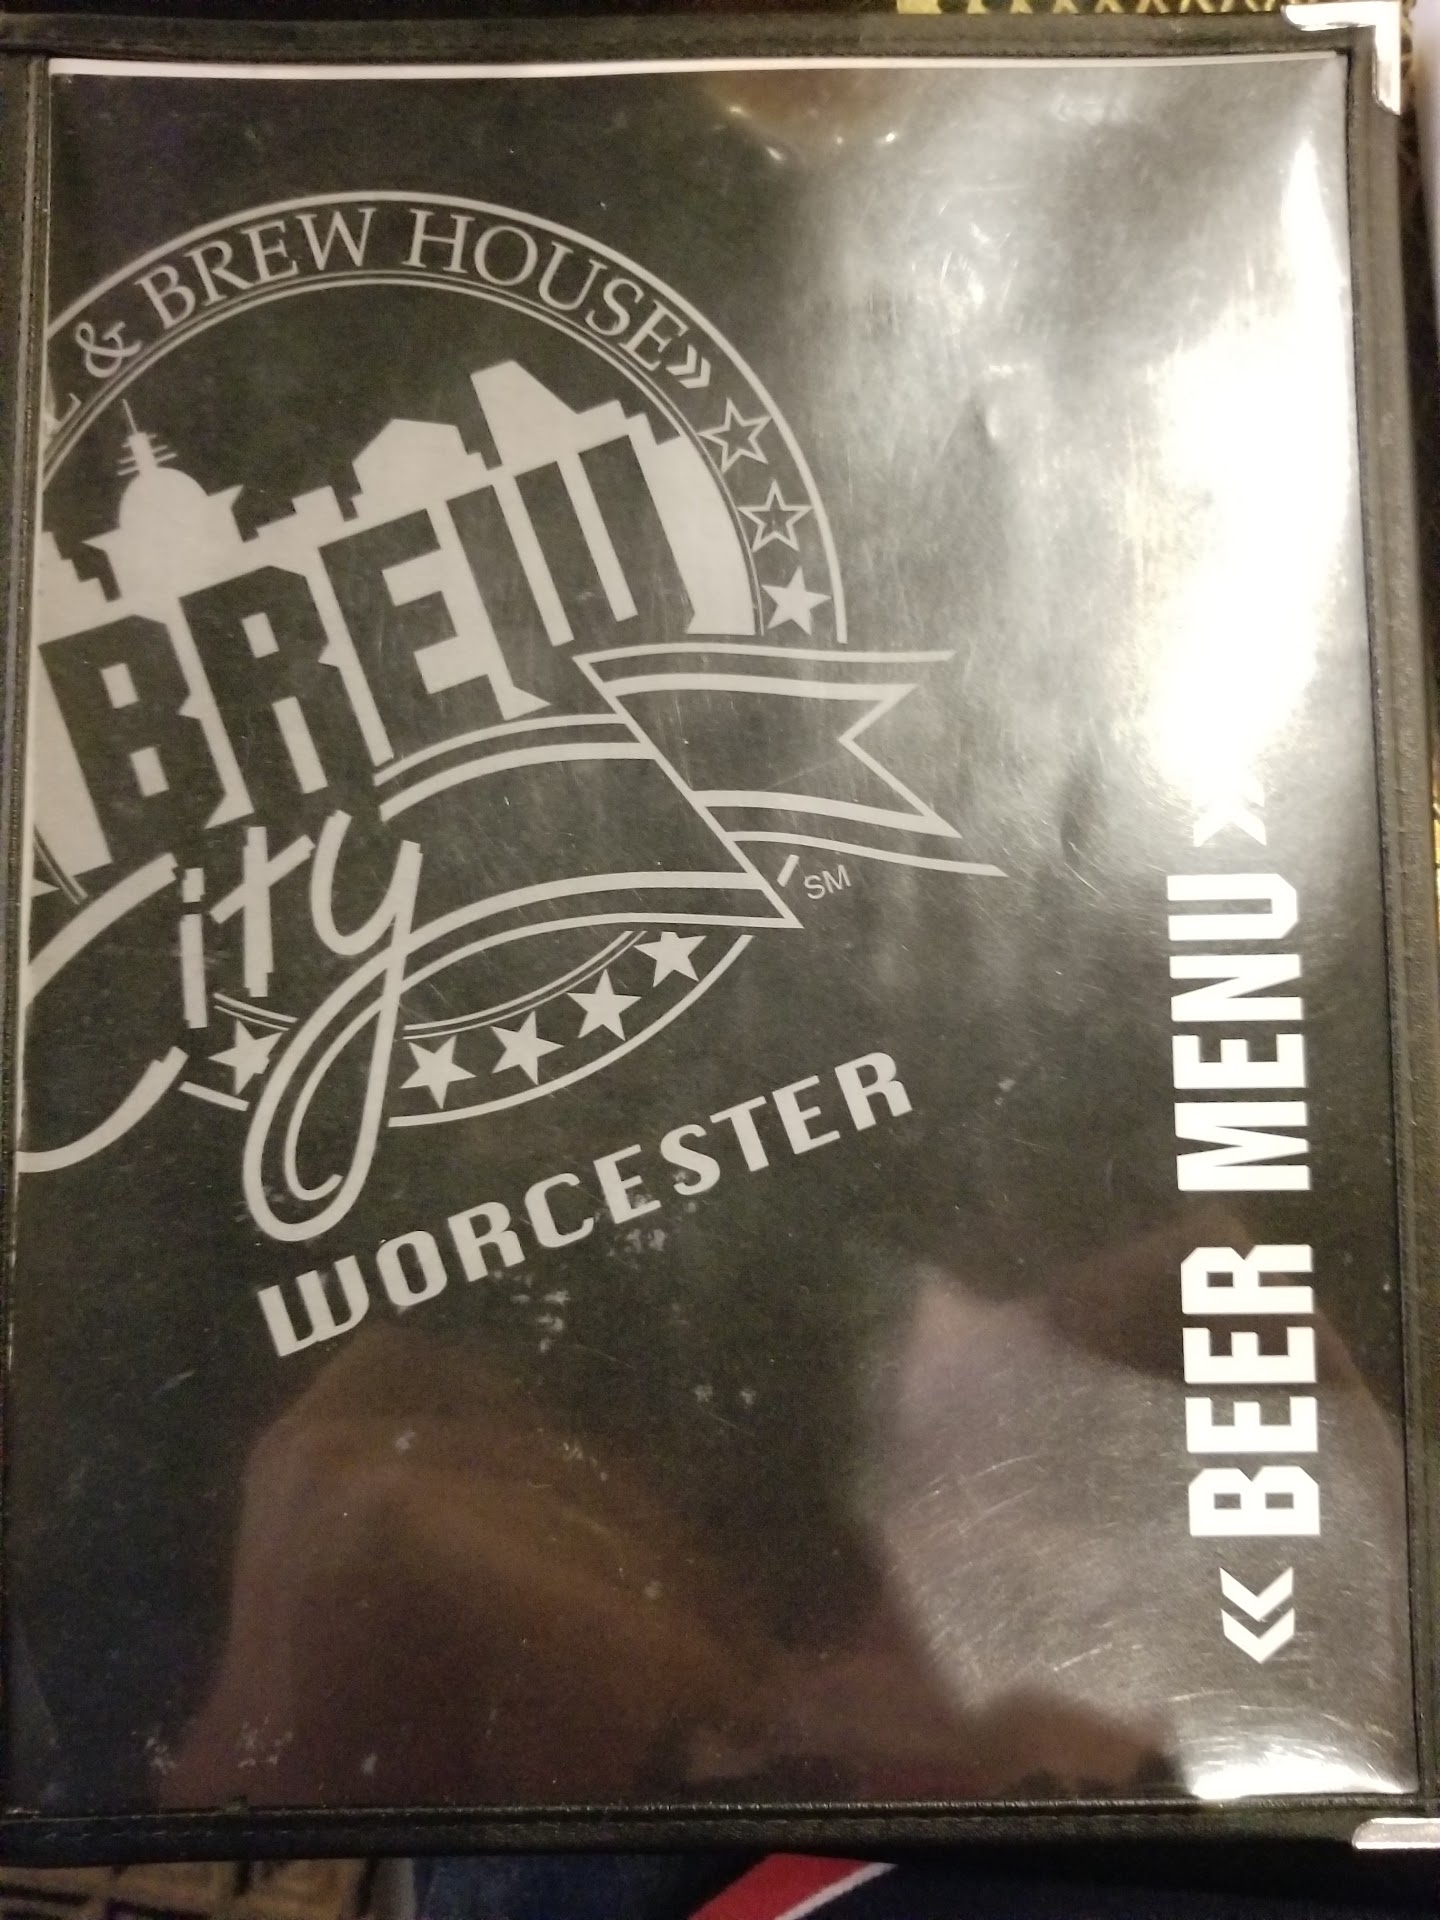 & BREW HOUSE»
BREW
City
SM
WORCESTER
« BEER MENU »